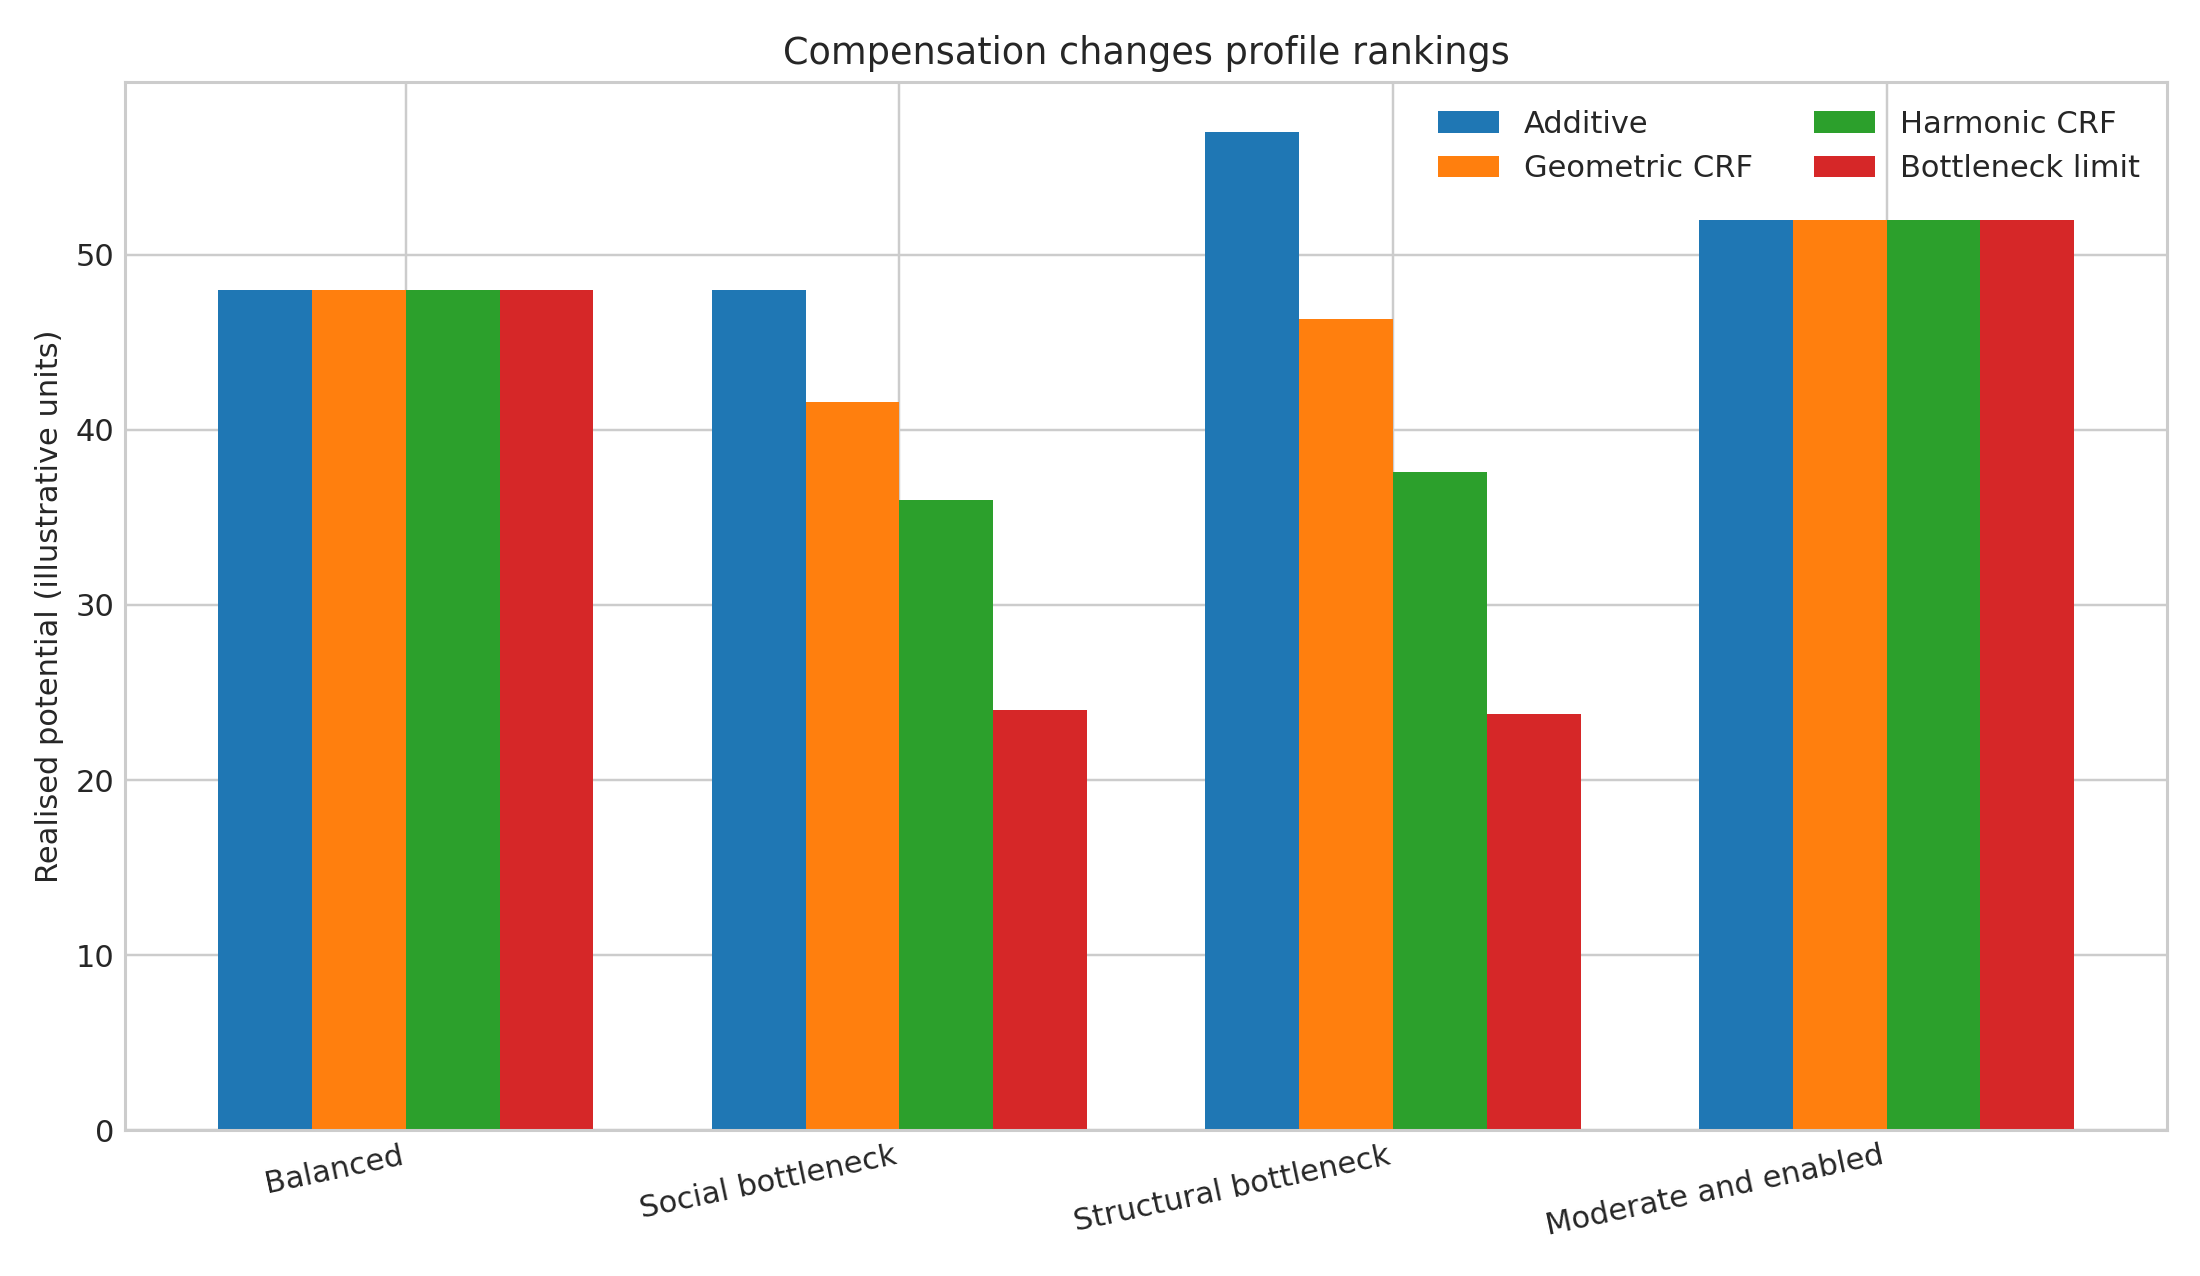 Compensation changes profile rankings
Additive
Geometric CRF
Harmonic CRF
Bottleneck limit
Realised potential (illustrative units)
50
40
30
20
10
0
Balanced
Social bottleneck
Structural bottleneck
Moderate and enabled